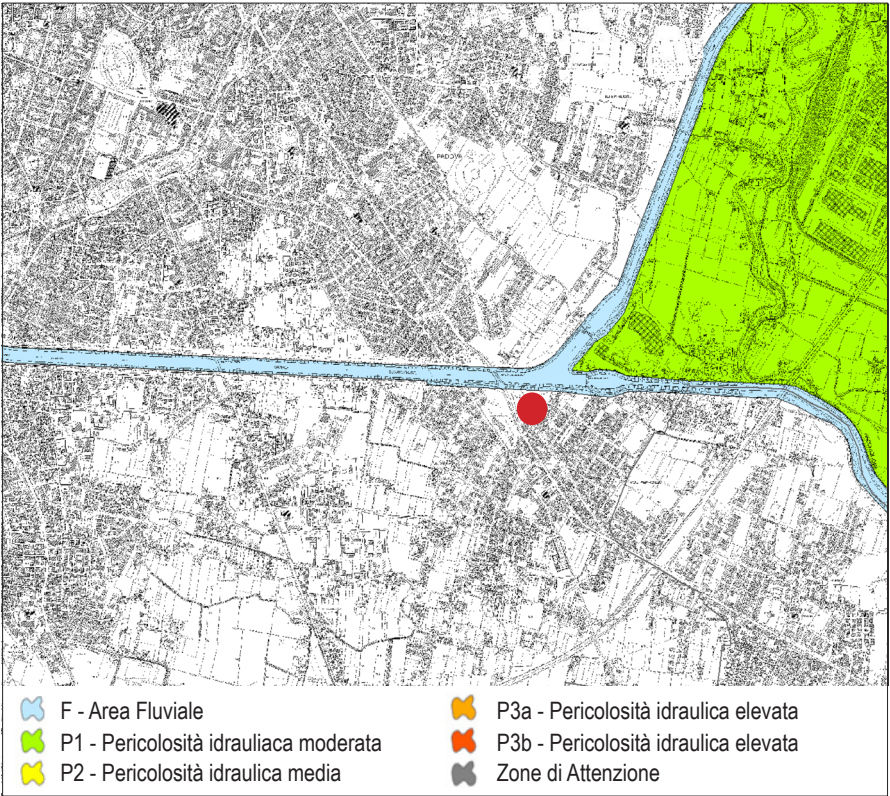 PADOVA
F - Area Fluviale
P1 - Pericolosità idrauliaca moderata
P2 - Pericolosità idraulica media
P3a - Pericolosità idraulica elevata
P3b - Pericolosità idraulica elevata
Zone di Attenzione